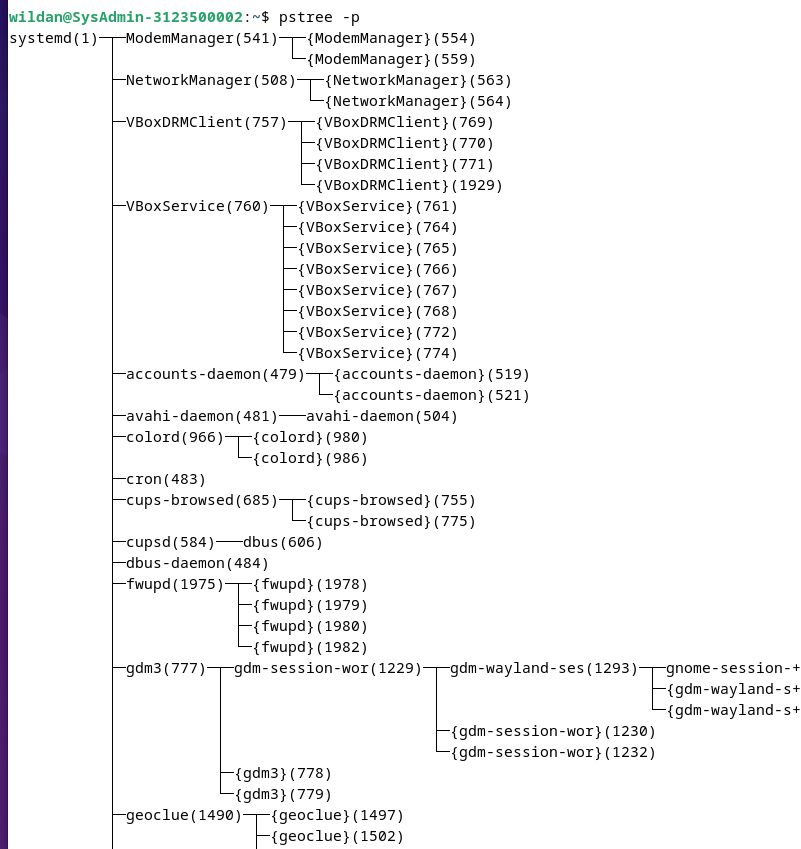 wildan@SysAdmin-3123500002:~$ pstree -p
systemd(1)─┬─ModemManager(541)─┬─{ModemManager}(554)
           │                   └─{ModemManager}(559)
           ├─NetworkManager(508)─┬─{NetworkManager}(563)
           │                     └─{NetworkManager}(564)
           ├─VBoxDRMClient(757)─┬─{VBoxDRMClient}(769)
           │                    ├─{VBoxDRMClient}(770)
           │                    ├─{VBoxDRMClient}(771)
           │                    └─{VBoxDRMClient}(1929)
           ├─VBoxService(760)─┬─{VBoxService}(761)
           │                  ├─{VBoxService}(764)
           │                  ├─{VBoxService}(765)
           │                  ├─{VBoxService}(766)
           │                  ├─{VBoxService}(767)
           │                  ├─{VBoxService}(768)
           │                  ├─{VBoxService}(772)
           │                  └─{VBoxService}(774)
           ├─accounts-daemon(479)─┬─{accounts-daemon}(519)
           │                      └─{accounts-daemon}(521)
           ├─avahi-daemon(481)───avahi-daemon(504)
           ├─colord(966)─┬─{colord}(980)
           │             └─{colord}(986)
           ├─cron(483)
           ├─cups-browsed(685)─┬─{cups-browsed}(755)
           │                   └─{cups-browsed}(775)
           ├─cupsd(584)───dbus(606)
           ├─dbus-daemon(484)
           ├─fwupd(1975)─┬─{fwupd}(1978)
           │             ├─{fwupd}(1979)
           │             ├─{fwupd}(1980)
           │             └─{fwupd}(1982)
           ├─gdm3(777)─┬─gdm-session-wor(1229)─┬─gdm-wayland-ses(1293)─┬─gnome-session-+
           │           │                       │                       ├─{gdm-wayland-s+
           │           │                       │                       └─{gdm-wayland-s+
           │           │                       ├─{gdm-session-wor}(1230)
           │           │                       └─{gdm-session-wor}(1232)
           │           ├─{gdm3}(778)
           │           └─{gdm3}(779)
           ├─geoclue(1490)─┬─{geoclue}(1497)
           │               ├─{geoclue}(1502)